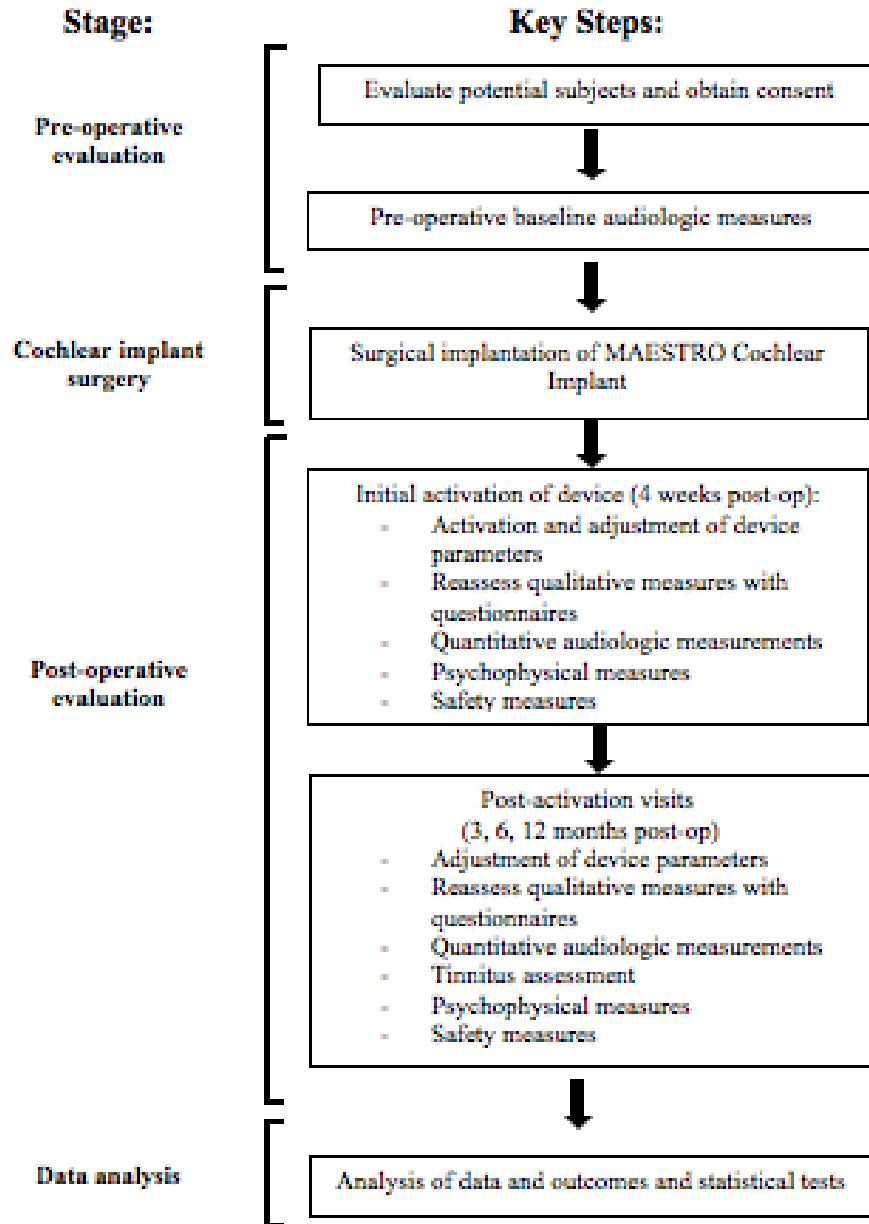 Stage:
Key Steps:
Pre-operative
evaluation
Evaluate potential subjects and obtain consent
Pre-operative baseline audiologic measures
Cochlear implant
surgery
Surgical implantation of MAESTRO Cochlear
Implant
Post-operative
evaluation
Initial activation of device (4 weeks post-op):
- Activation and adjustment of device
parameters
- Reassess qualitative measures with
questionnaires
- Quantitative audiologic measurements
- Psychophysical measures
- Safety measures
Post-activation visits
(3, 6, 12 months post-op)
- Adjustment of device parameters
- Reassess qualitative measures with
questionnaires
- Quantitative audiologic measurements
- Tinnitus assessment
- Psychophysical measures
- Safety measures
Data analysis
Analysis of data and outcomes and statistical tests